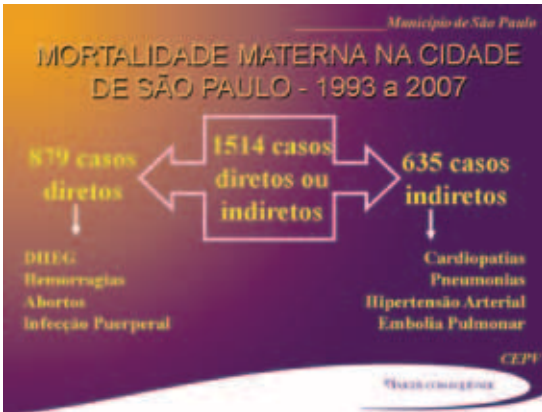 Município de São Paulo
MORTALIDADE MATERNA NA CIDADE
DE SÃO PAULO - 1993 a 2007
1514 casos
diretos ou
indiretos
879 casos
diretos
DHEG
Hemorragias
Abortos
Infecção Puerperal
635 casos
indiretos
Cardiopatias
Pneumonias
Hipertensão Arterial
Embolia Pulmonar